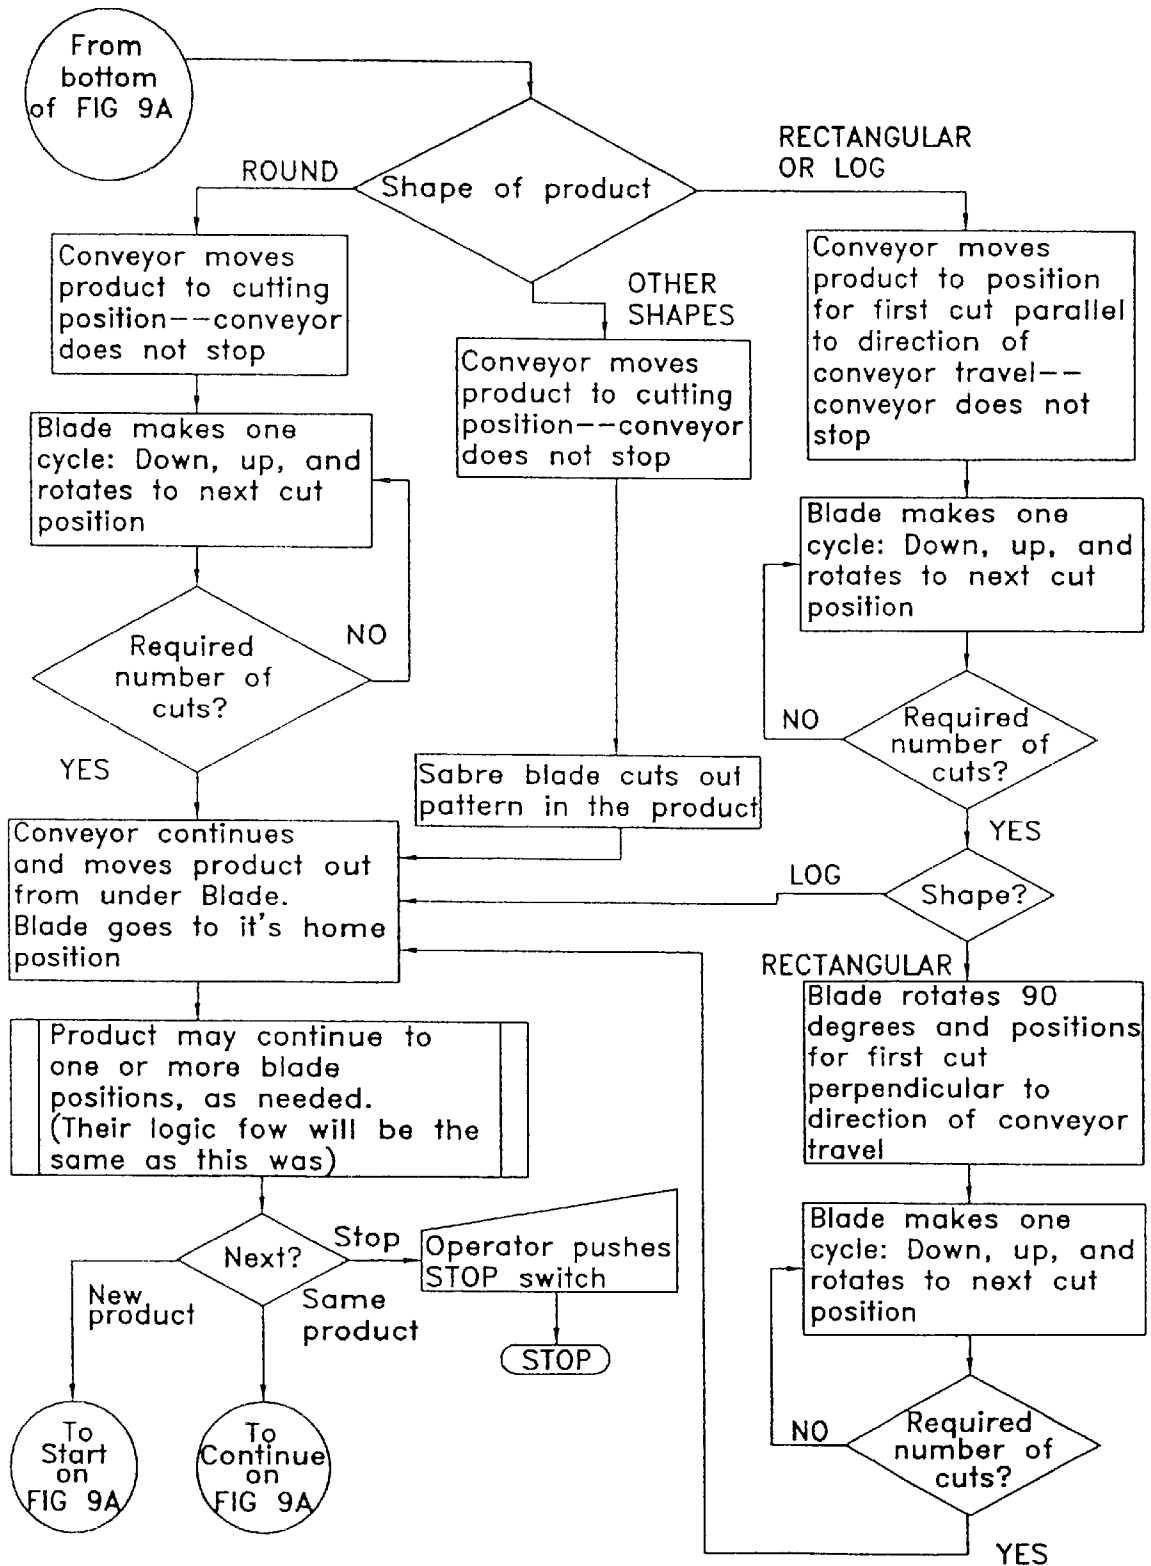 From
bottom
of FIG 9A
Shape of product
ROUND
RECTANGULAR
OR LOG
OTHER
SHAPES
Conveyor moves
product to cutting
position--conveyor
does not stop
Blade makes one
cycle: Down, up, and
rotates to next cut
position
Required
number of
cuts?
NO
YES
Conveyor moves
product to cutting
position--conveyor
does not stop
Sabre blade cuts out
pattern in the product
Conveyor moves
product to position
for first cut parallel
to direction of
conveyor travel--
conveyor does not
stop
Blade makes one
cycle: Down, up, and
rotates to next cut
position
Required
number of
cuts?
NO
YES
Shape?
LOG
RECTANGULAR
Blade rotates 90
degrees and positions
for first cut
perpendicular to
direction of conveyor
travel
Blade makes one
cycle: Down, up, and
rotates to next cut
position
Required
number of
cuts?
NO
YES
Conveyor continues
and moves product out
from under Blade.
Blade goes to it's home
position
Product may continue to
one or more blade
positions, as needed.
(Their logic fow will be the
same as this was)
Next?
Stop
Operator pushes
STOP switch
STOP
New
product
Same
product
To
Start
on
FIG 9A
To
Continue
on
FIG 9A